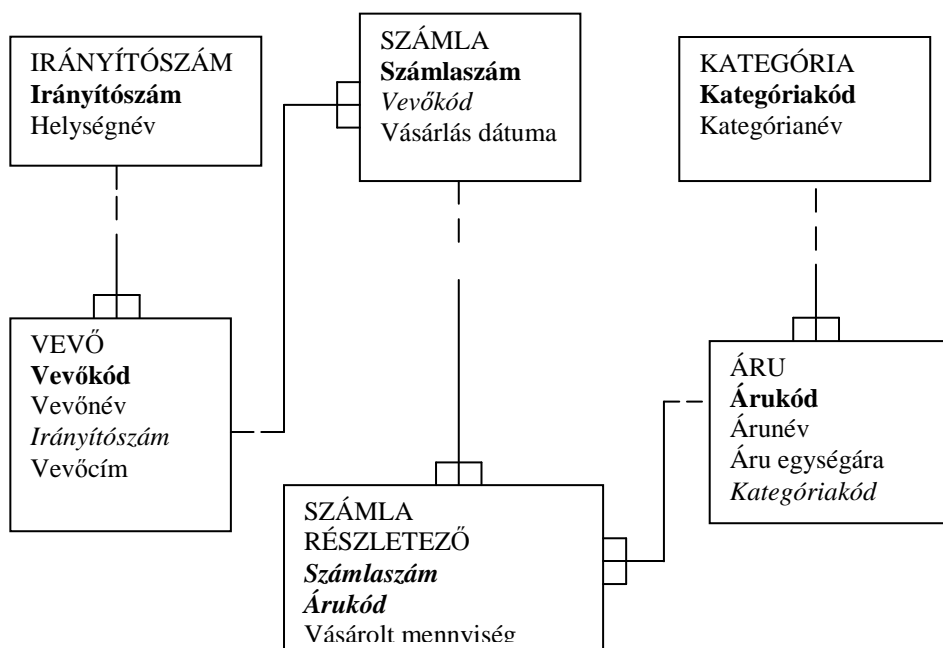 IRÁNYÍTÓSZÁM
Irányítószám
Helységnév
SZÁMLA
Számlaszám
Vevőkód
Vásárlás dátuma
KATEGÓRIA
Kategóriakód
Kategórianév
VEVŐ
Vevőkód
Vevőnév
Irányítószám
Vevőcím
SZÁMLA
RÉSZLETEZŐ
Számlaszám
Árukód
Vásárolt mennyiség
ÁRU
Árukód
Árunév
Áru egységára
Kategóriakód